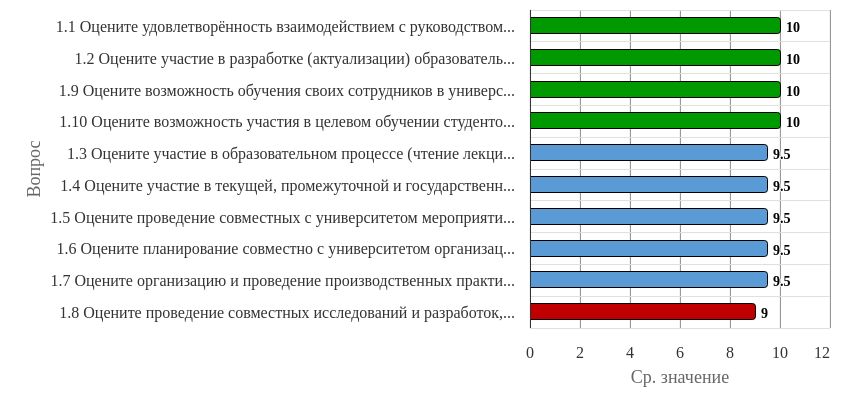 1.1 Оцените удовлетворённость взаимодействием с руководством... 10
1.2 Оцените участие в разработке (актуализации) образователь... 10
1.9 Оцените возможность обучения своих сотрудников в универс... 10
1.10 Оцените возможность участия в целевом обучении студенто... 10
1.3 Оцените участие в образовательном процессе (чтение лекци... 9.5
1.4 Оцените участие в текущей, промежуточной и государственн... 9.5
1.5 Оцените проведение совместных с университетом мероприяти... 9.5
1.6 Оцените планирование совместно с университетом организац... 9.5
1.7 Оцените организацию и проведение производственных практи... 9.5
1.8 Оцените проведение совместных исследований и разработок,... 9
Вопрос
0 2 4 6 8 10 12
Ср. значение